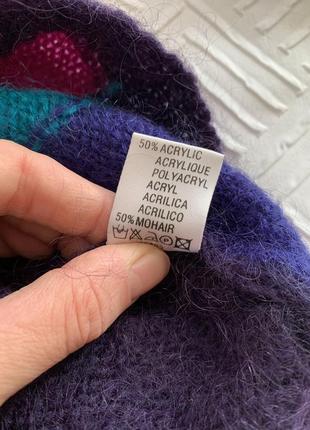 50% ACRYLIC
ACRYLIQUE
POLYACRYL
ACRYL
ACRILICA
ACRILICO
50% MOHAIR